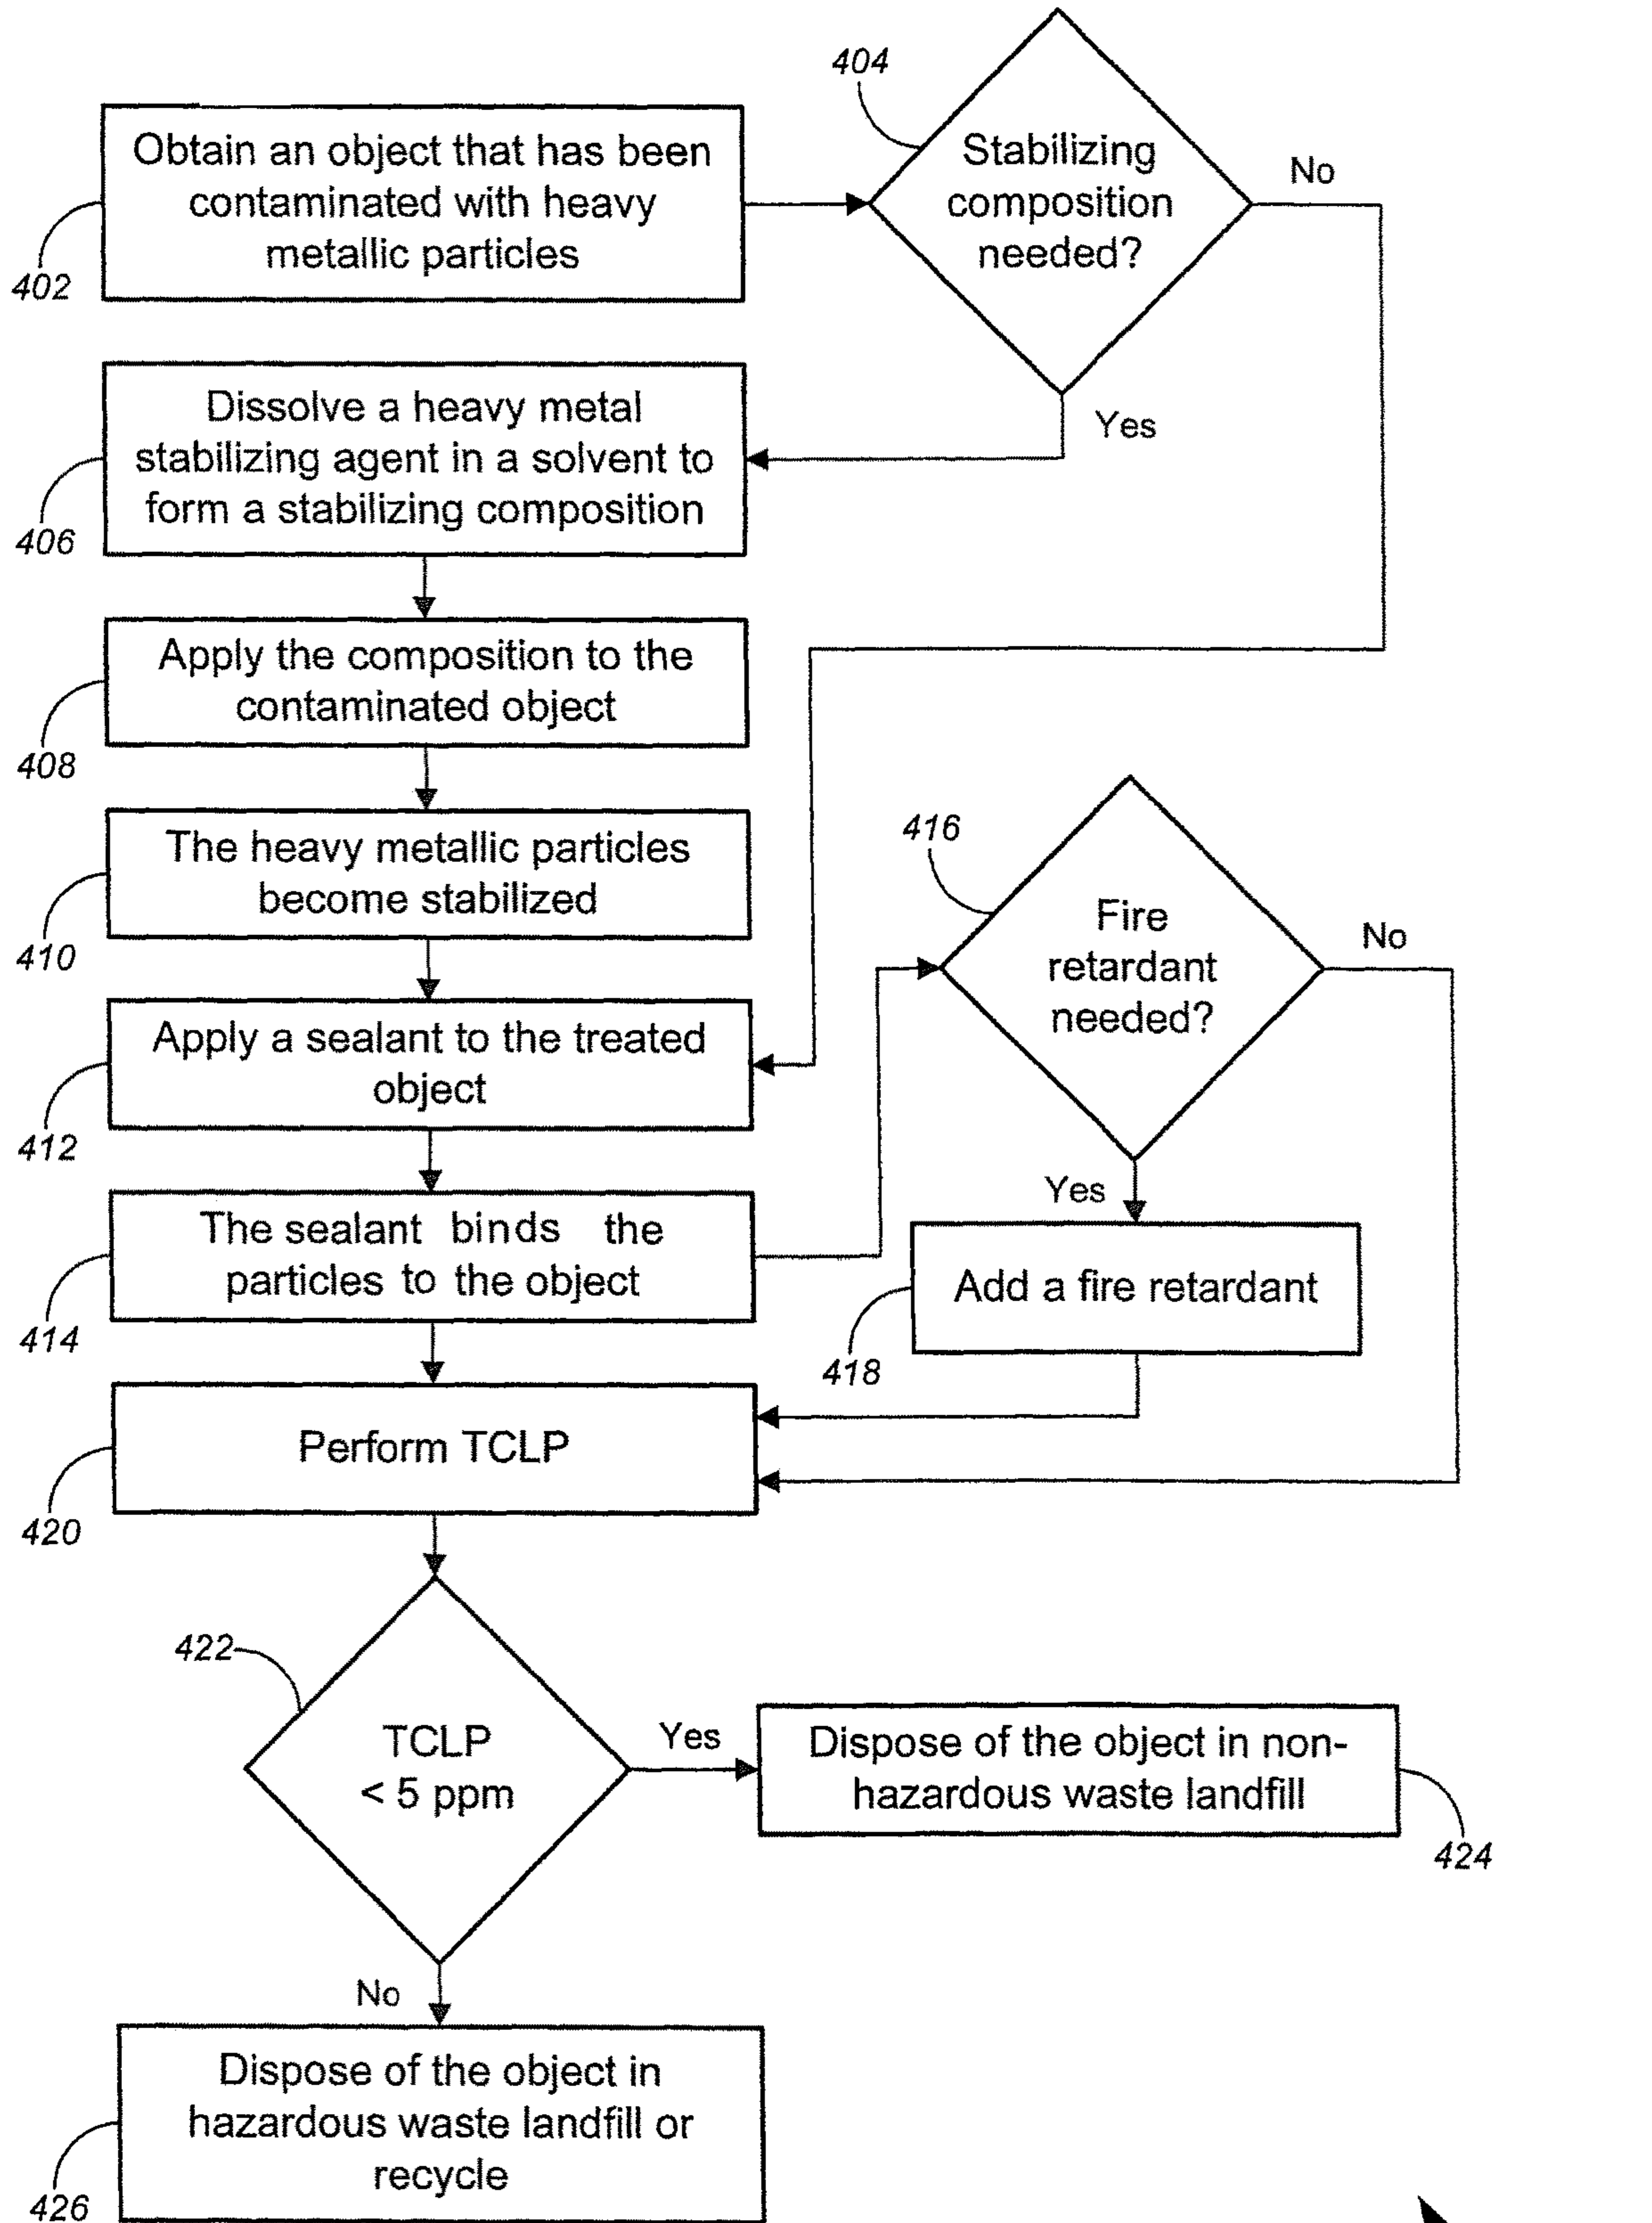 404
Obtain an object that has been
contaminated with heavy
metallic particles
402
Stabilizing
composition
needed?
No
Yes
Dissolve a heavy metal
stabilizing agent in a solvent to
form a stabilizing composition
406
Apply the composition to the
contaminated object
408
The heavy metallic particles
become stabilized
410
416
Fire
retardant
needed?
No
Yes
Apply a sealant to the treated
object
412
The sealant binds the
particles to the object
414
Add a fire retardant
418
Perform TCLP
420
422
TCLP
< 5 ppm
Yes
Dispose of the object in non-
hazardous waste landfill
424
No
Dispose of the object in
hazardous waste landfill or
recycle
426